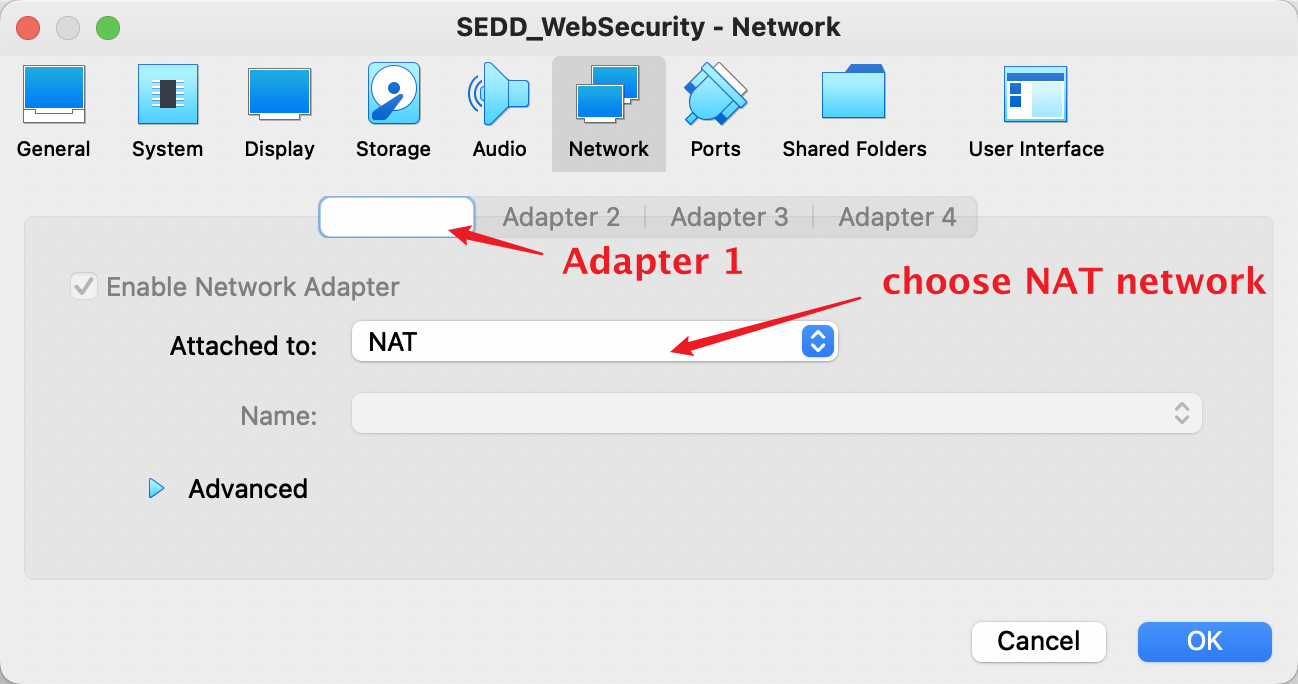 SEDD_WebSecurity - Network
General System Display Storage Audio Network Ports Shared Folders User Interface
Adapter 2 Adapter 3 Adapter 4
Adapter 1
choose NAT network
Enable Network Adapter
Attached to: NAT
Name:
Advanced
Cancel OK